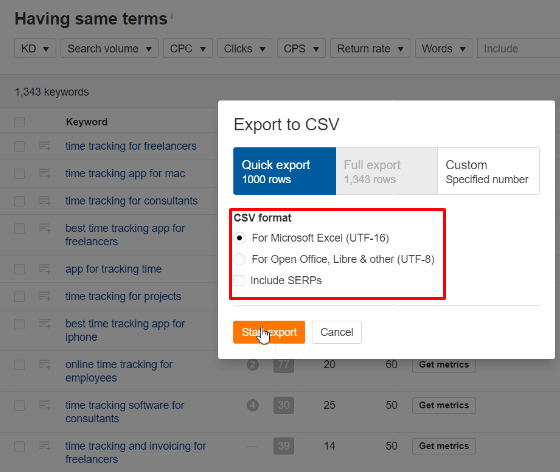 Having same terms i
KD Search volume CPC Clicks CPS Return rate Words Include
1,343 keywords
Keyword
time tracking for freelancers
time tracking app for mac
time tracking for consultants
best time tracking app for
freelancers
app for tracking time
time tracking for projects
best time tracking app for
iphone
Export to CSV
Quick export Full export Custom
1000 rows 1,343 rows Specified number
CSV format
For Microsoft Excel (UTF-16)
For Open Office, Libre & other (UTF-8)
Include SERPs
Start export Cancel
online time tracking for
employees
2 77 20 60 Get metrics
time tracking software for
consultants
4 30 25 50 Get metrics
time tracking and invoicing for
freelancers
— 39 14 50 Get metrics